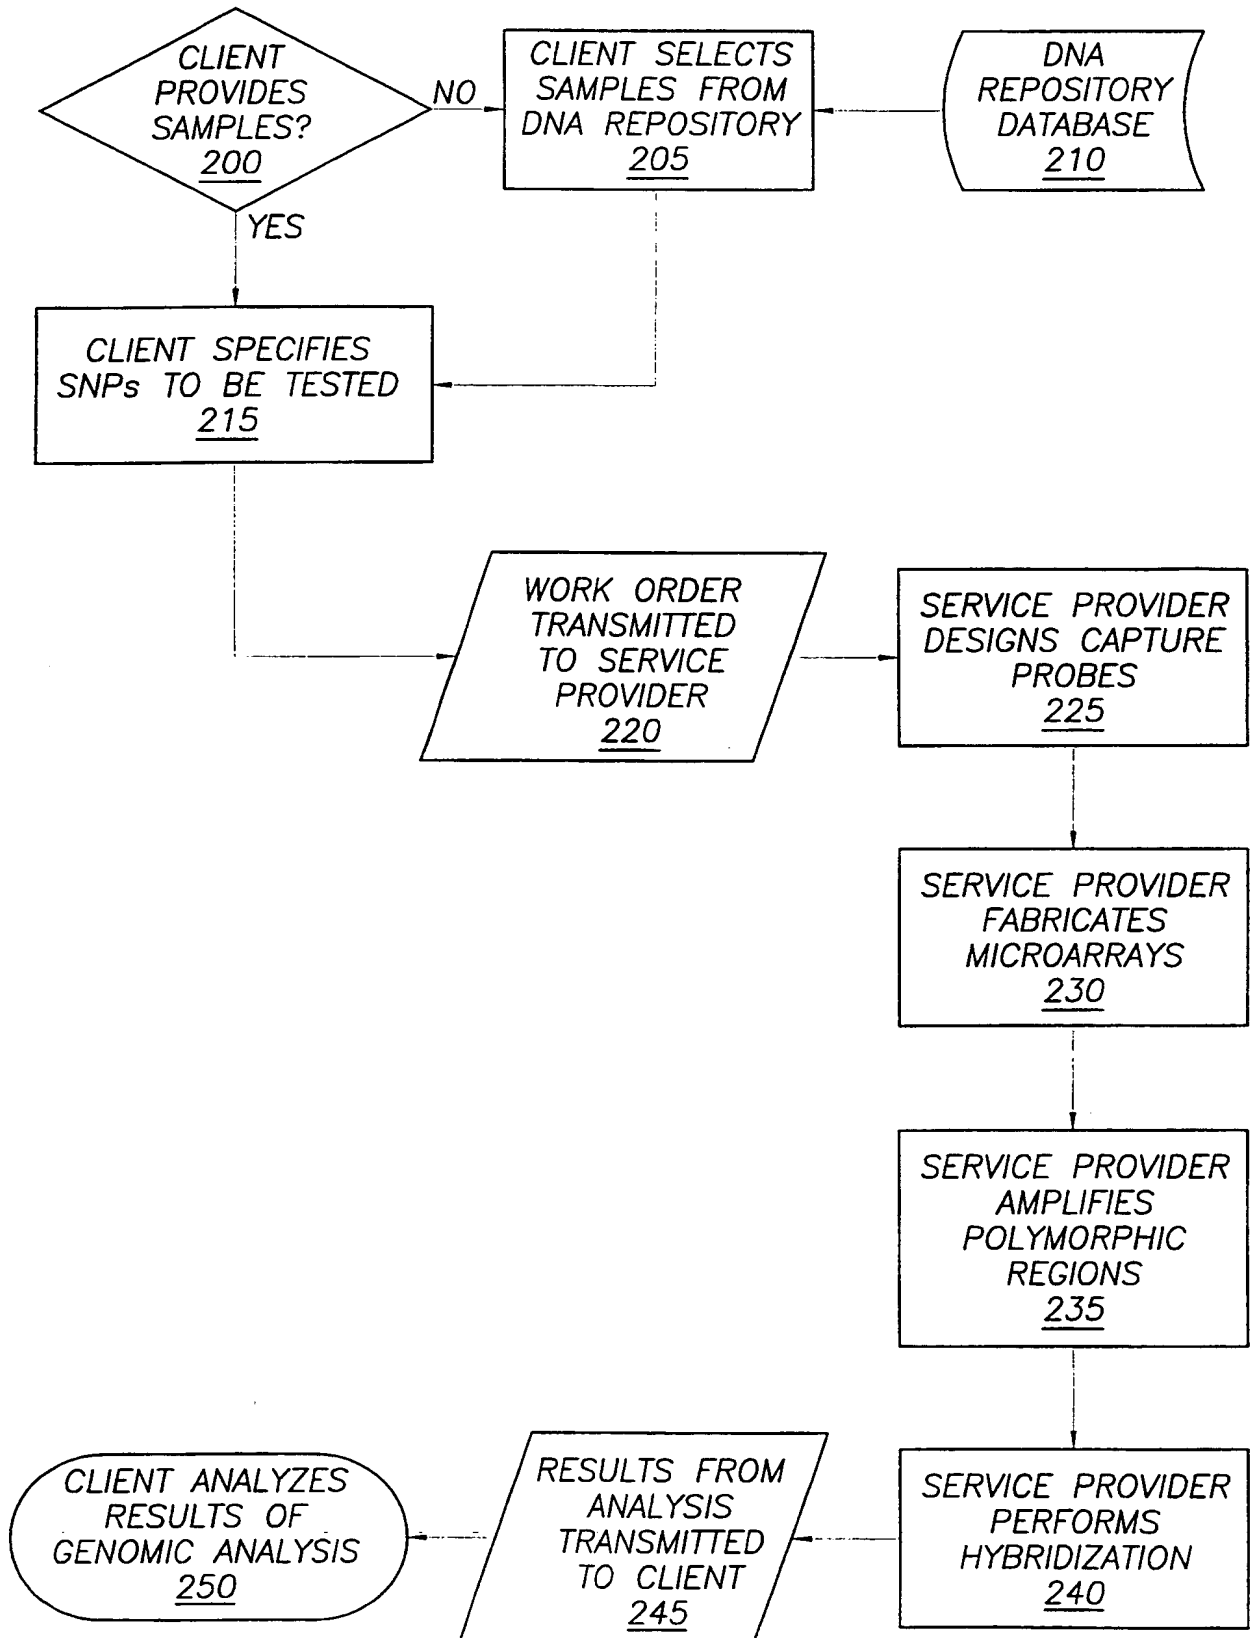 CLIENT
PROVIDES
SAMPLES?
200
NO
YES
CLIENT SELECTS
SAMPLES FROM
DNA REPOSITORY
205
DNA
REPOSITORY
DATABASE
210
CLIENT SPECIFIES
SNPs TO BE TESTED
215
WORK ORDER
TRANSMITTED
TO SERVICE
PROVIDER
220
SERVICE PROVIDER
DESIGNS CAPTURE
PROBES
225
SERVICE PROVIDER
FABRICATES
MICROARRAYS
230
SERVICE PROVIDER
AMPLIFIES
POLYMORPHIC
REGIONS
235
SERVICE PROVIDER
PERFORMS
HYBRIDIZATION
240
RESULTS FROM
ANALYSIS
TRANSMITTED
TO CLIENT
245
CLIENT ANALYZES
RESULTS OF
GENOMIC ANALYSIS
250